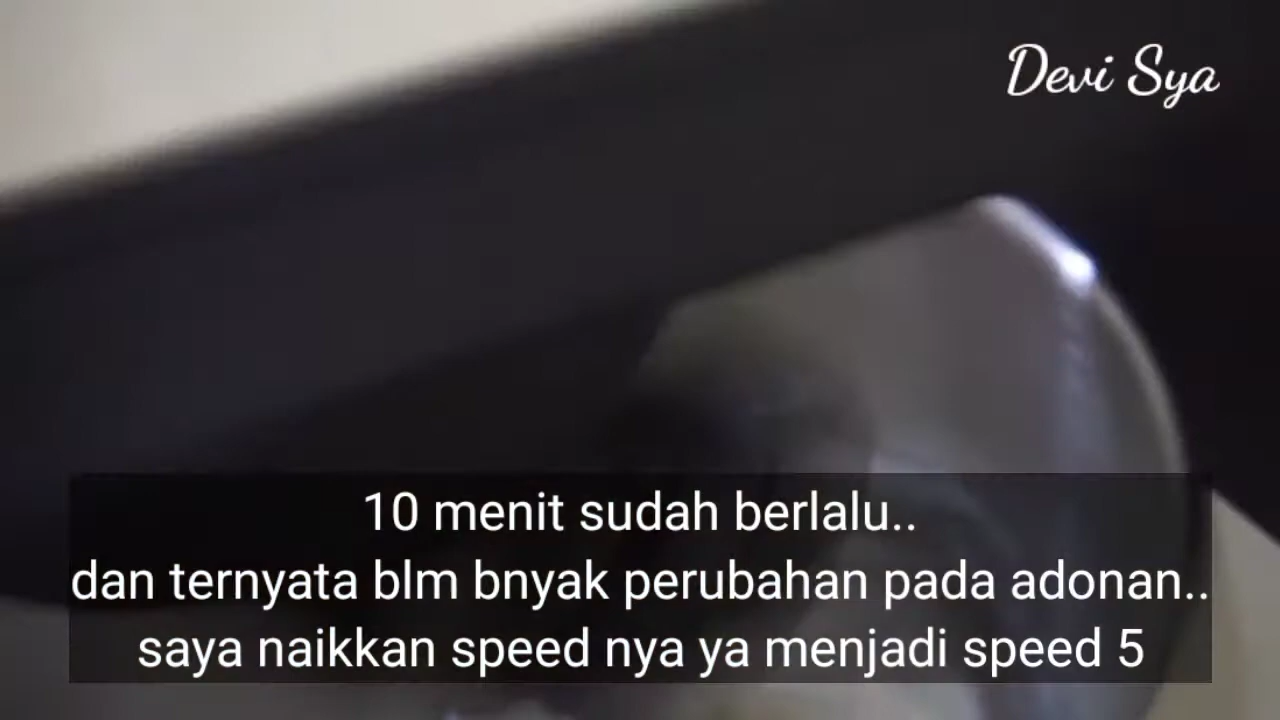 Devi Sya
10 menit sudah berlalu..
dan ternyata blm bnyak perubahan pada adonan..
saya naikkan speed nya ya menjadi speed 5